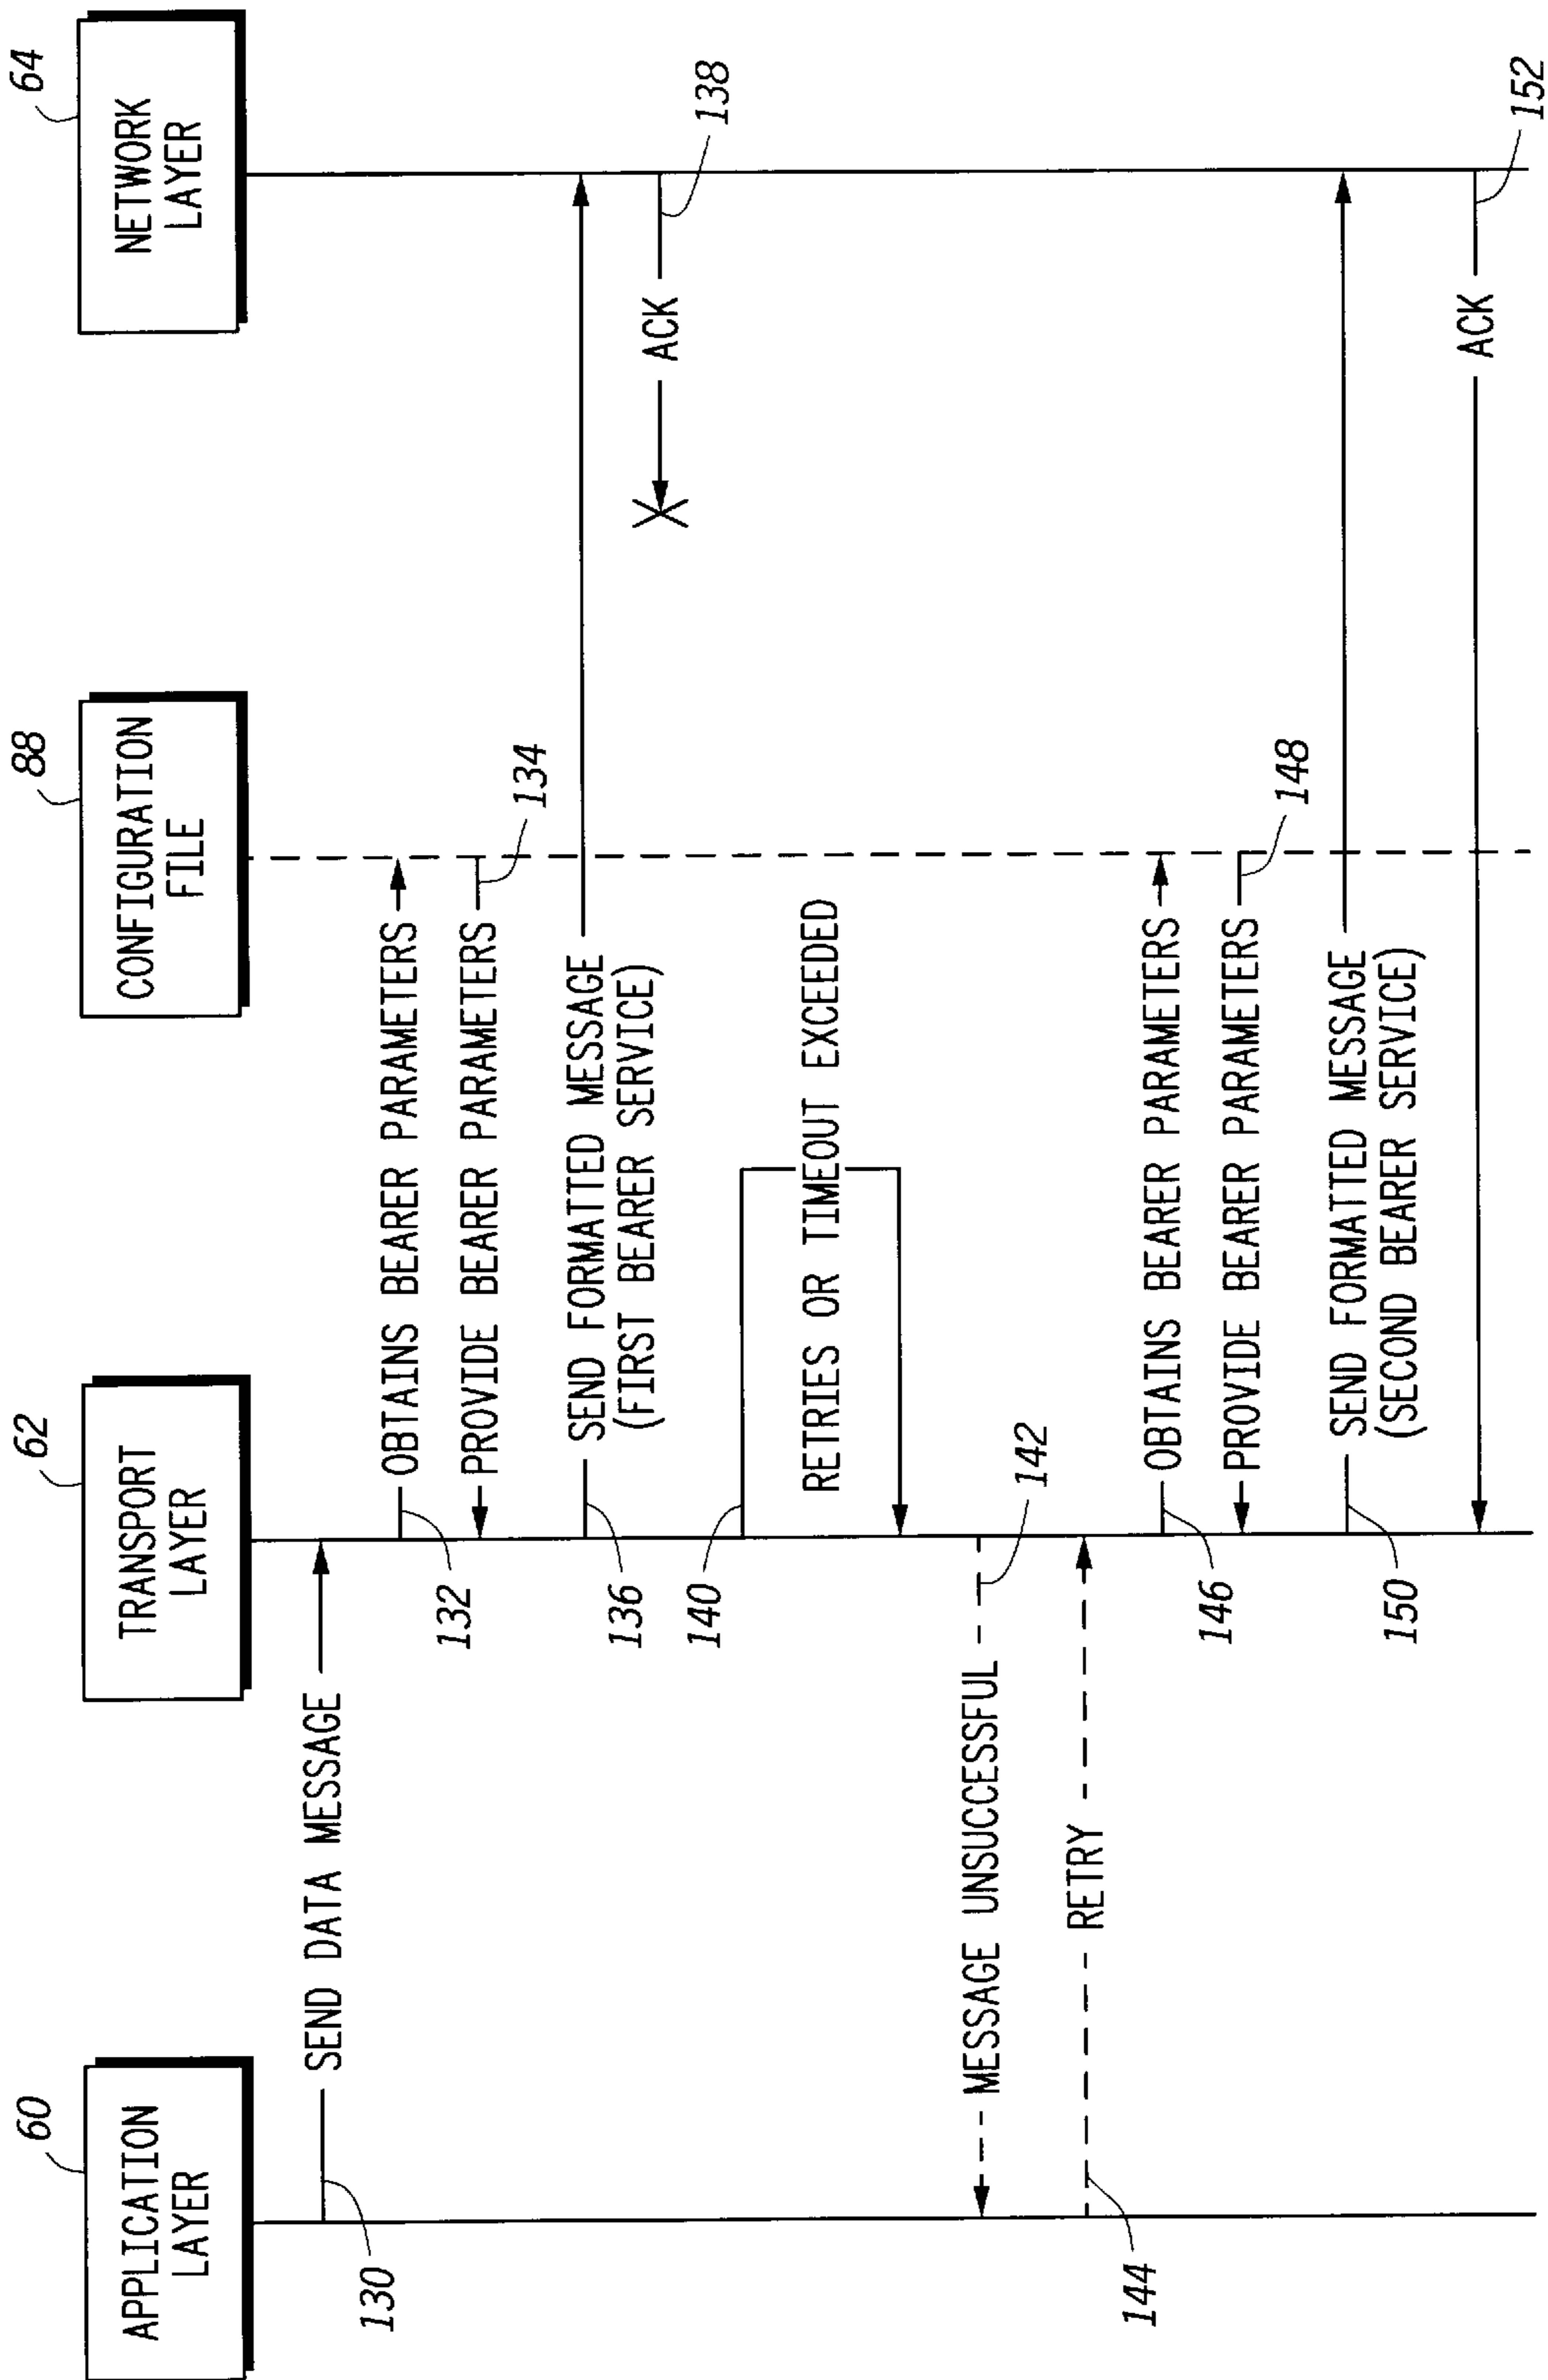 60
APPLICATION
LAYER
62
TRANSPORT
LAYER
88
CONFIGURATION
FILE
64
NETWORK
LAYER
130
SEND DATA MESSAGE
132
OBTAINS BEARER PARAMETERS
PROVIDE BEARER PARAMETERS
134
136
SEND FORMATTED MESSAGE
(FIRST BEARER SERVICE)
ACK
138
X
140
RETRIES OR TIMEOUT EXCEEDED
MESSAGE UNSUCCESSFUL
142
144
RETRY
146
OBTAINS BEARER PARAMETERS
PROVIDE BEARER PARAMETERS
148
150
SEND FORMATTED MESSAGE
(SECOND BEARER SERVICE)
ACK
152